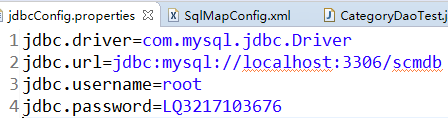 jdbcConfig.properties SqlMapConfig.xml CategoryDaoTest.j
1 jdbc.driver=com.mysql.jdbc.Driver
2 jdbc.url=jdbc:mysql://localhost:3306/scmdb
3 jdbc.username=root
4 jdbc.password=LQ3217103676